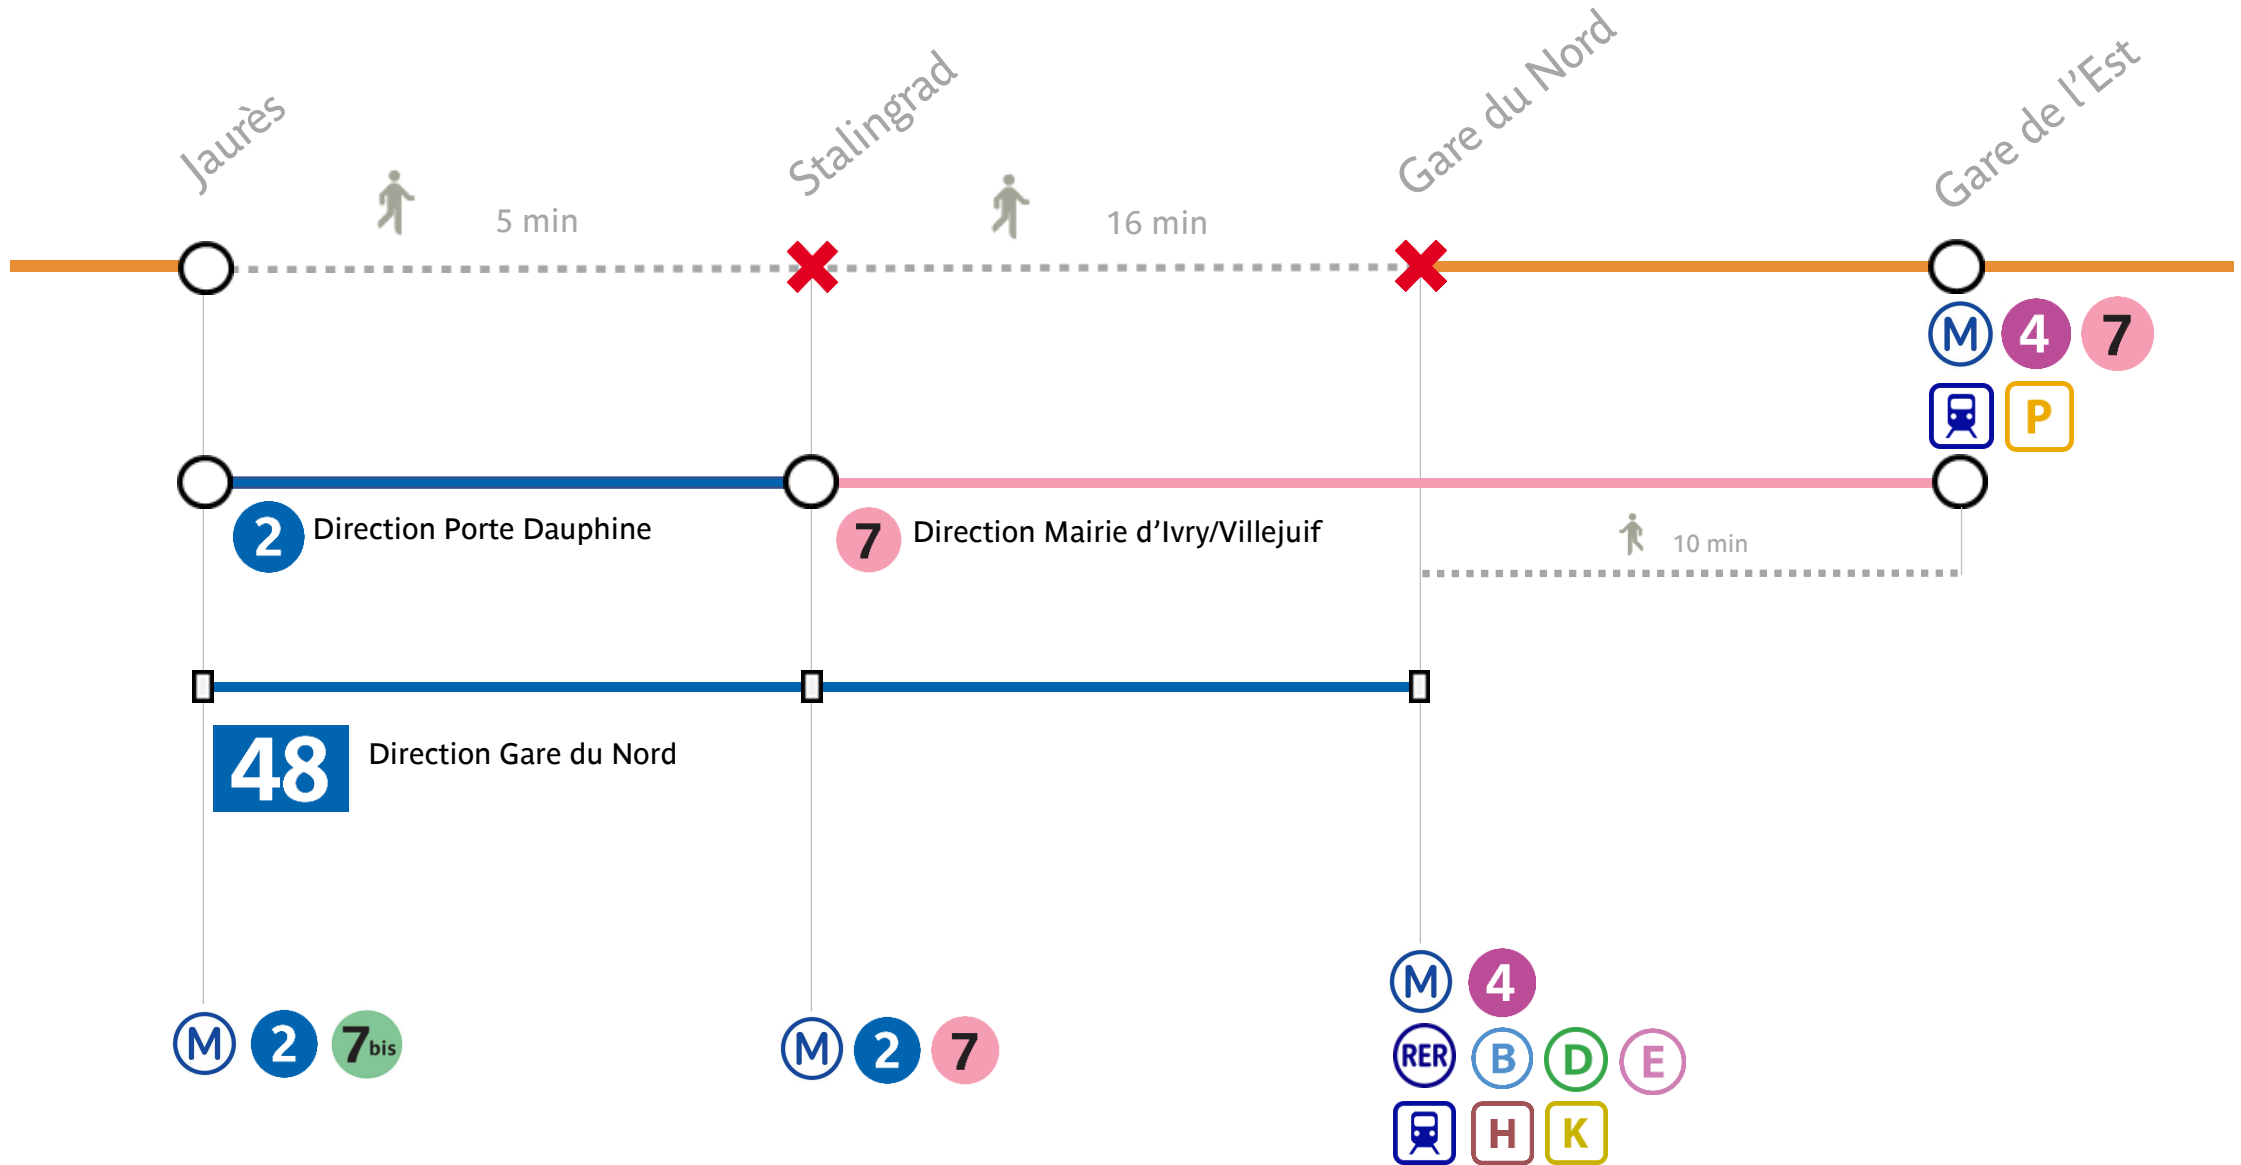 Jaurès
Stalingrad
Gare du Nord
Gare de l'Est
5 min
16 min
M 4 7
P
2 Direction Porte Dauphine
7 Direction Mairie d'Ivry/Villejuif
10 min
48 Direction Gare du Nord
M 2 7bis
M 2 7
M 4
RER B D E
H K